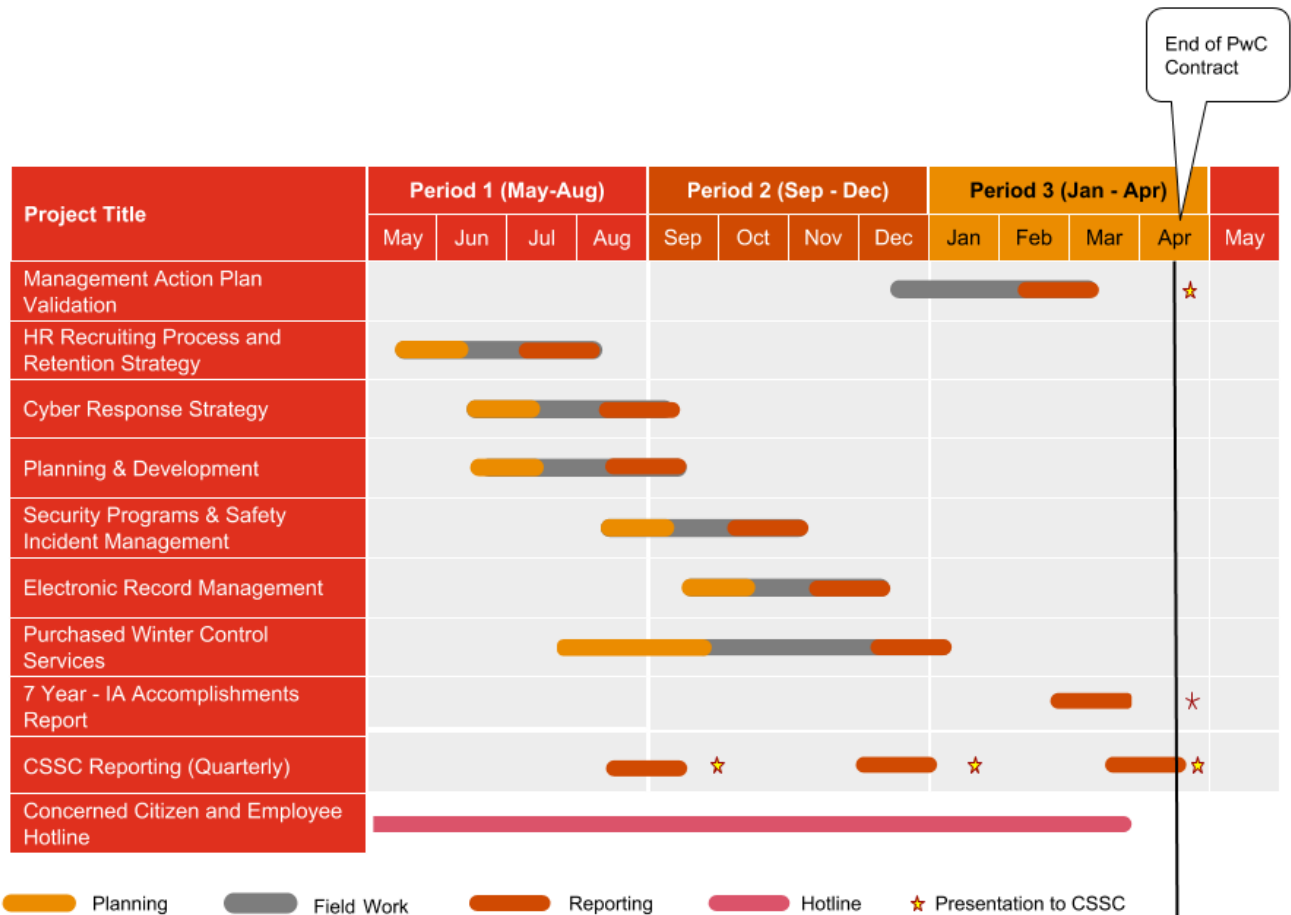 End of PwC
Contract
Project Title
Period 1 (May-Aug)
Period 2 (Sep - Dec)
Period 3 (Jan - Apr)
May
Jun
Jul
Aug
Sep
Oct
Nov
Dec
Jan
Feb
Mar
Apr
May
Management Action Plan
Validation
HR Recruiting Process and
Retention Strategy
Cyber Response Strategy
Planning & Development
Security Programs & Safety
Incident Management
Electronic Record Management
Purchased Winter Control
Services
7 Year - IA Accomplishments
Report
CSSC Reporting (Quarterly)
Concerned Citizen and Employee
Hotline
Planning
Field Work
Reporting
Hotline
Presentation to CSSC